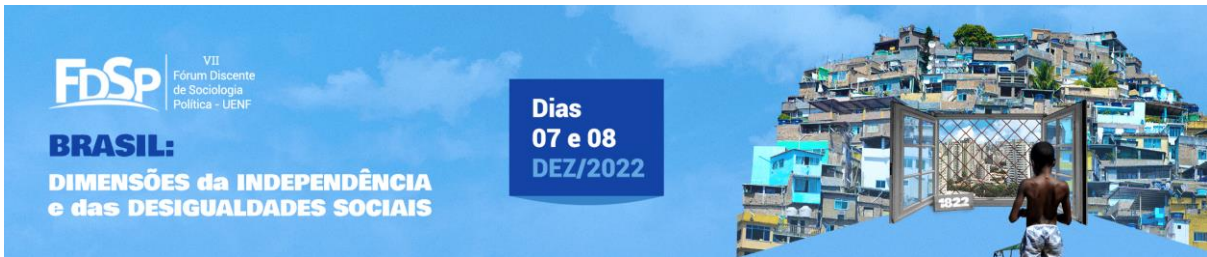 FDSP
VII
Fórum Discente
de Sociologia
Política - UENF
BRASIL:
DIMENSÕES da INDEPENDÊNCIA
e das DESIGUALDADES SOCIAIS
Dias
07 e 08
DEZ/2022
1822